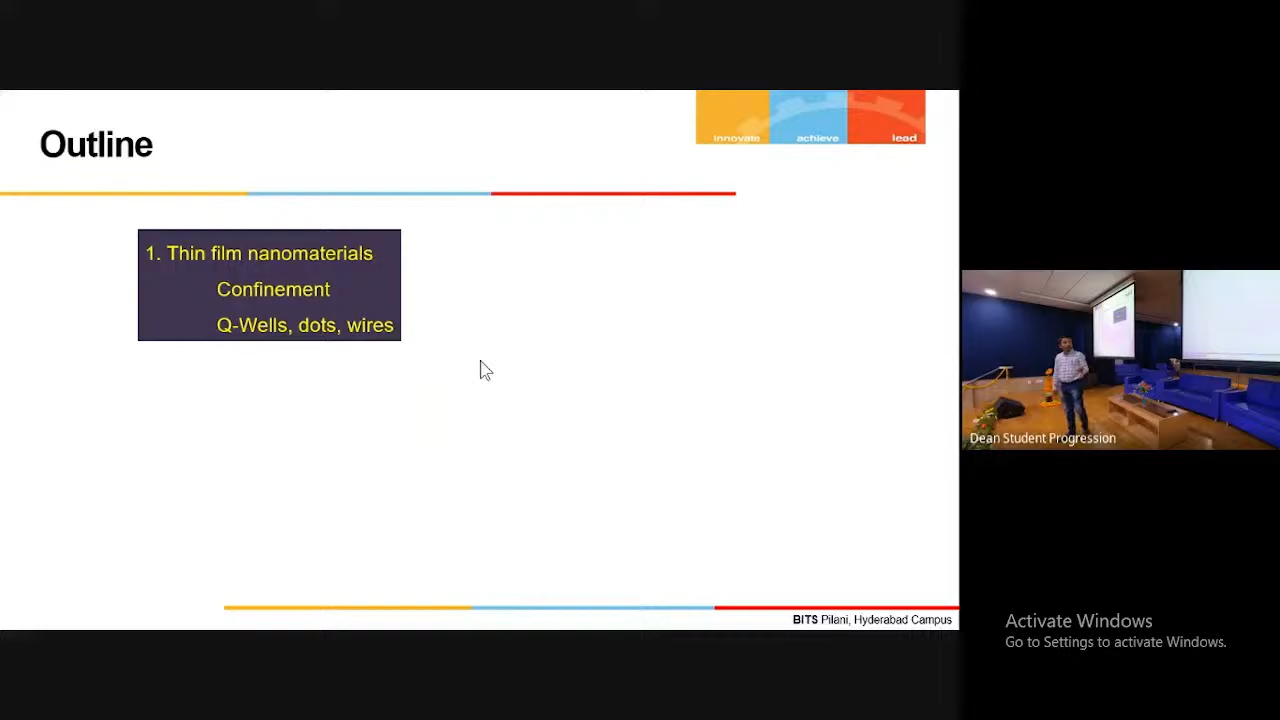 Outline
innovate achieve lead
1. Thin film nanomaterials
Confinement
Q-Wells, dots, wires
BITS Pilani, Hyderabad Campus
Dean Student Progression
Activate Windows
Go to Settings to activate Windows.